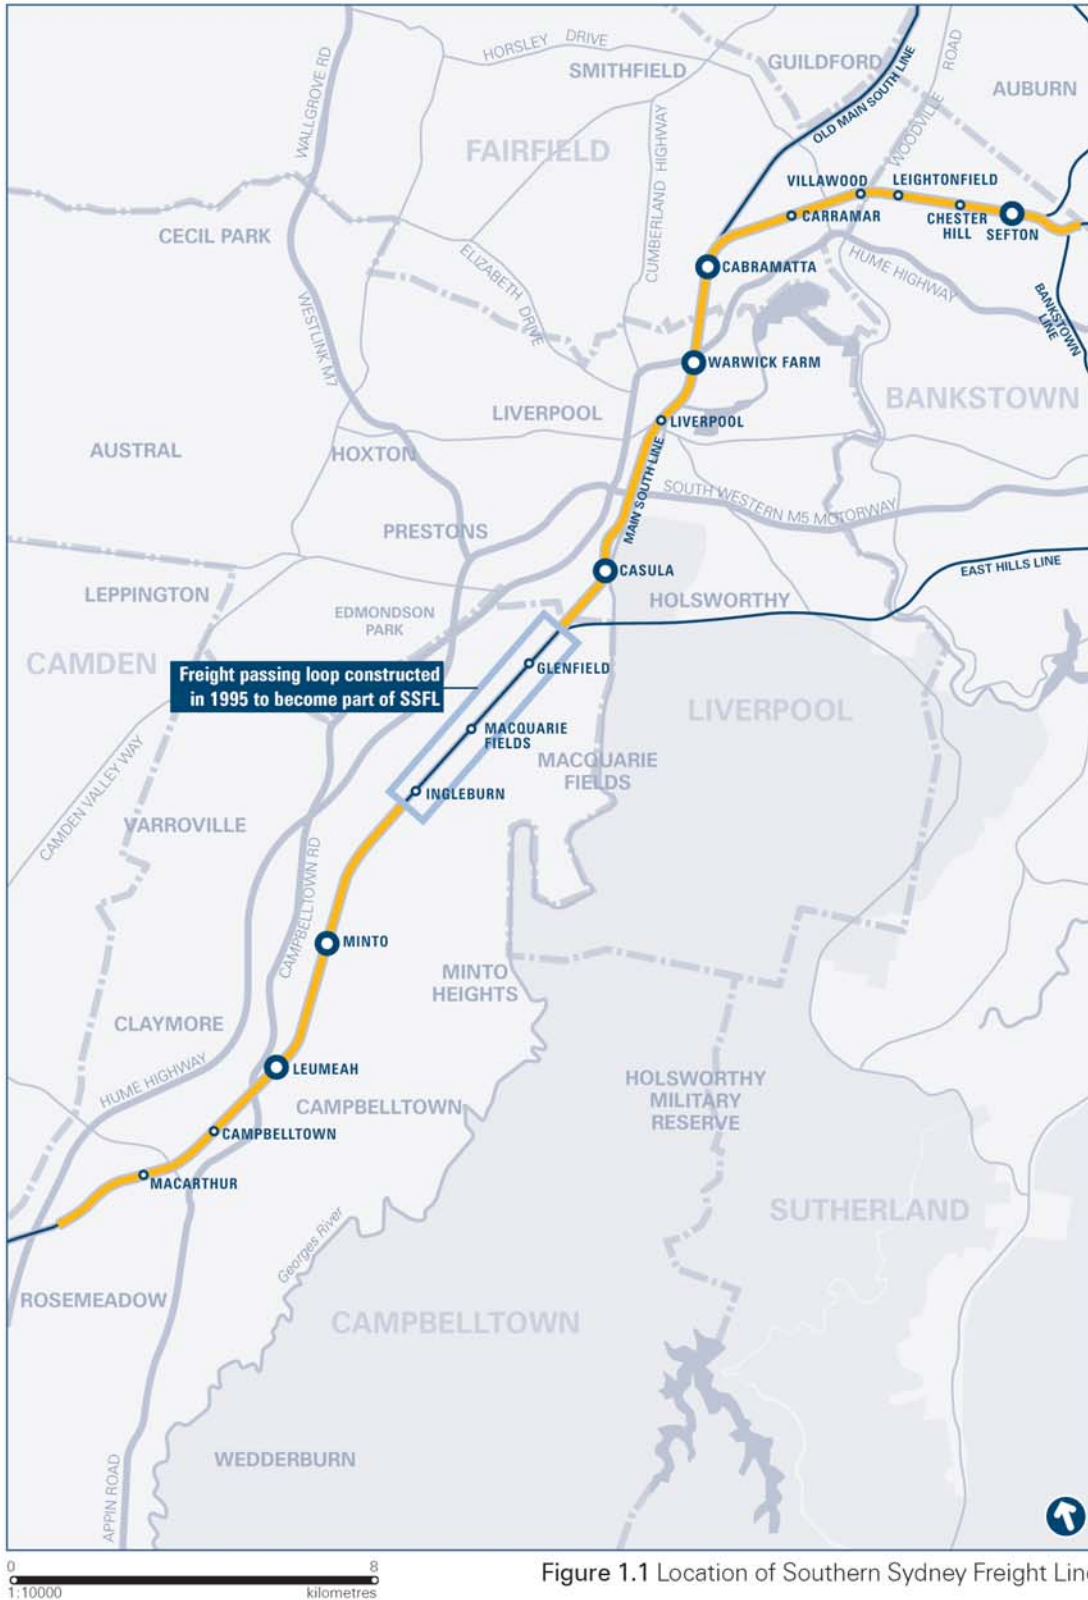 HORSLEY DRIVE
SMITHFIELD
GUILDFORD
ROAD
AUBURN
WALLGROVE RD
OLD MAIN SOUTH LINE
WOODVILLE
FAIRFIELD
CUMBERLAND HIGHWAY
VILLAWOOD
LEIGHTONFIELD
CARRAMAR
CHESTER
HILL
SEFTON
CECIL PARK
ELIZABETH DRIVE
CABRAMATTA
HUME HIGHWAY
BANKSTOWN
LINE
WESTLINK M7
WARWICK FARM
BANKSTOWN
LIVERPOOL
LIVERPOOL
AUSTRAL
HOXTON
MAIN SOUTH LINE
SOUTH WESTERN M5 MOTORWAY
PRESTONS
CASULA
EAST HILLS LINE
LEPPINGTON
HOLSWORTHY
EDMONDSON
PARK
CAMDEN
Freight passing loop constructed
in 1995 to become part of SSFL
GLENFIELD
LIVERPOOL
MACQUARIE
FIELDS
MACQUARIE
FIELDS
CAMDEN VALLEY WAY
INGLEBURN
VARROVILLE
CAMPBELLTOWN RD
MINTO
MINTO
HEIGHTS
CLAYMORE
HUME HIGHWAY
LEUMEAH
HOLSWORTHY
MILITARY
RESERVE
CAMPBELLTOWN
CAMPBELLTOWN
MACARTHUR
SUTHERLAND
Georges River
ROSEMEADOW
CAMPBELLTOWN
WEDDERBURN
APPIN ROAD
0 8
1:10000 kilometres
Figure 1.1 Location of Southern Sydney Freight Lin